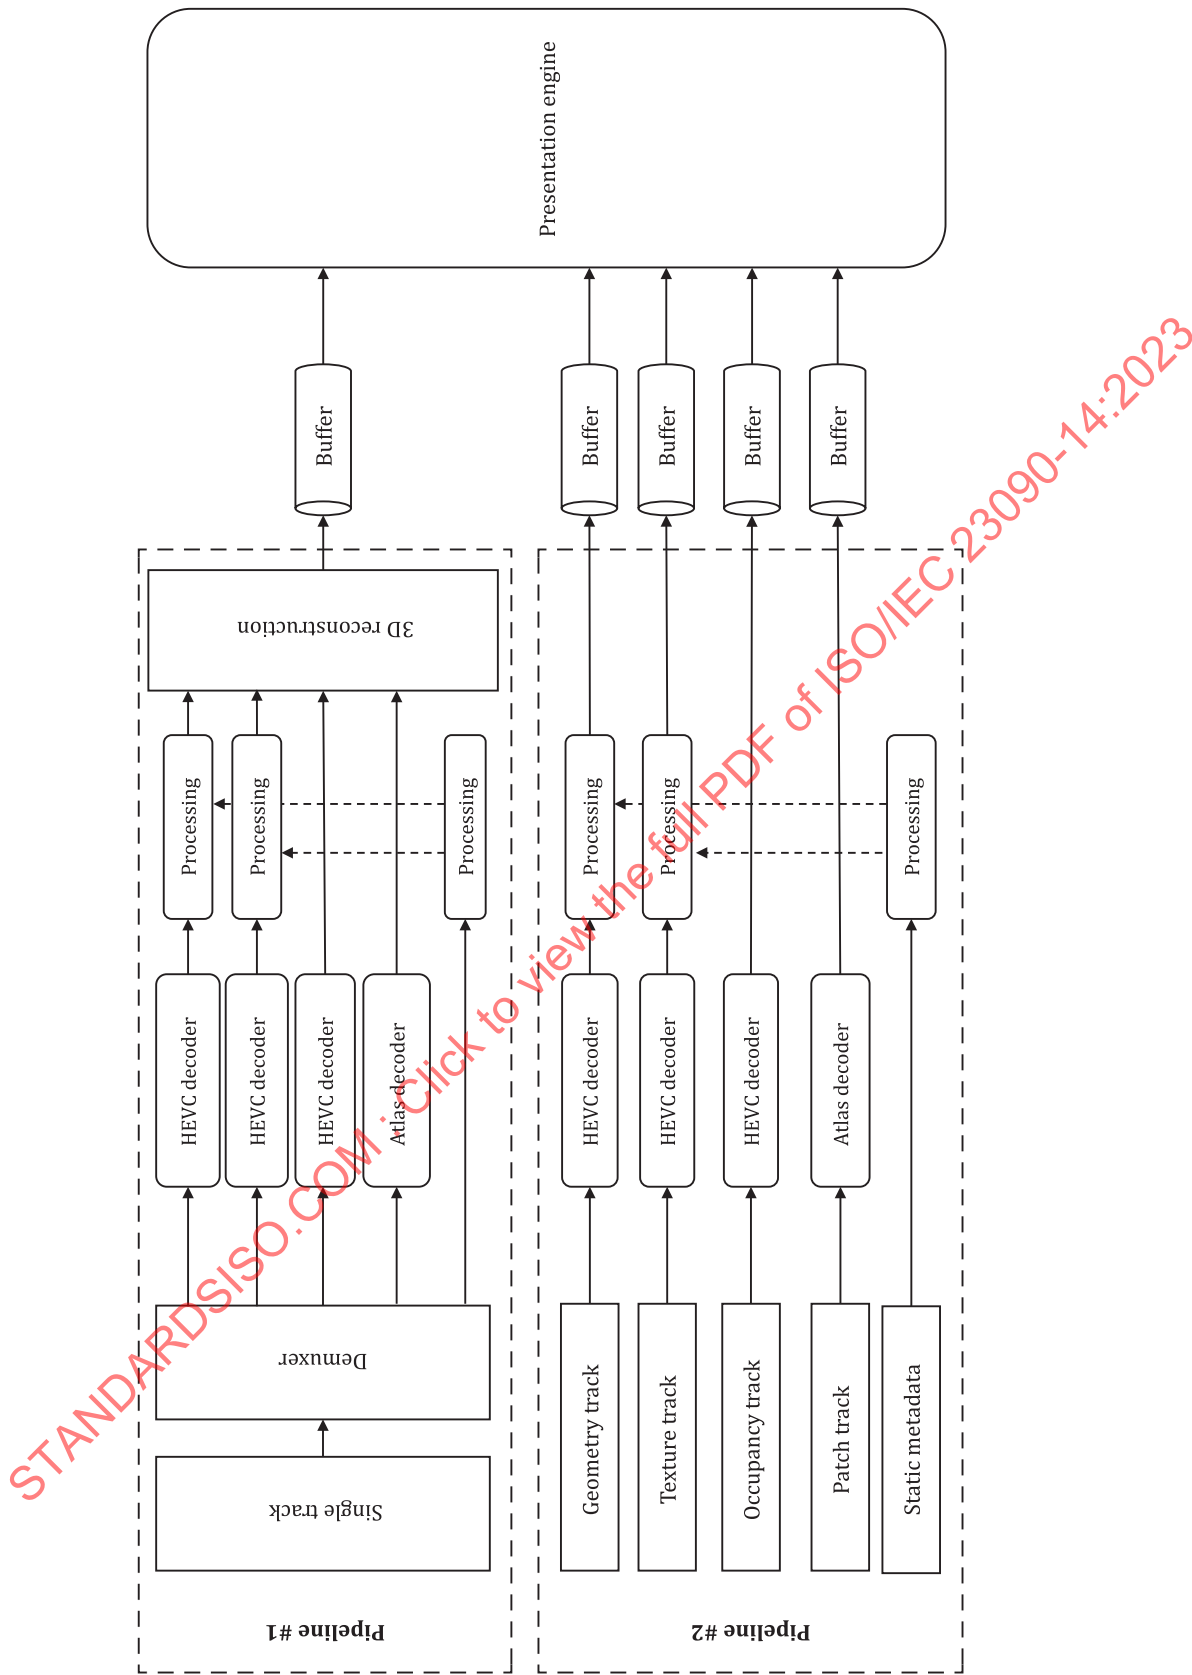 Presentation engine
Buffer
Buffer
Buffer
Buffer
Buffer
3D reconstruction
Processing
Processing
Processing
Processing
Processing
Processing
HEVC decoder
HEVC decoder
HEVC decoder
Atlas decoder
HEVC decoder
HEVC decoder
HEVC decoder
Atlas decoder
Demuxer
Single track
Geometry track
Texture track
Occupancy track
Patch track
Static metadata
Pipeline #1
Pipeline #2
STANDARDSISO.COM : Click to view the full PDF of ISO/IEC 23090-14:2023